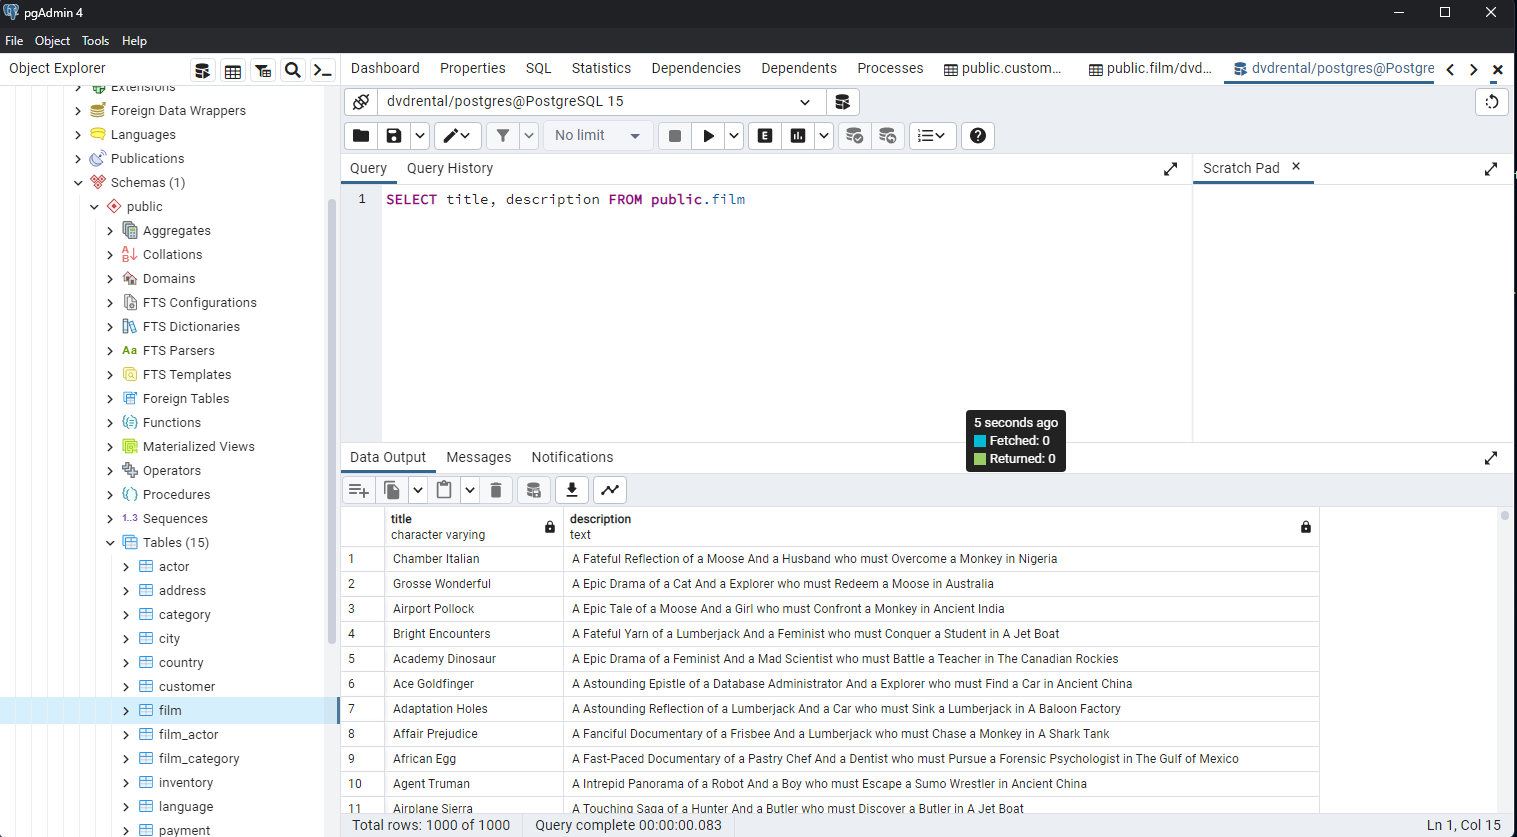 pgAdmin 4
File Object Tools Help
Object Explorer
Dashboard Properties SQL Statistics Dependencies Dependents Processes public.custom... public.film/dvd... dvdrental/postgres@Postgre
Extensions
Foreign Data Wrappers
Languages
Publications
Schemas (1)
public
Aggregates
Collations
Domains
FTS Configurations
FTS Dictionaries
Aa FTS Parsers
FTS Templates
Foreign Tables
Functions
Materialized Views
Operators
Procedures
1..3 Sequences
Tables (15)
actor
address
category
city
country
customer
film
film_actor
film_category
inventory
language
payment
dvdrental/postgres@PostgreSQL 15
No limit
E
Query Query History
Scratch Pad
1 SELECT title, description FROM public.film
5 seconds ago
Fetched: 0
Returned: 0
Data Output Messages Notifications
title description
character varying text
1 Chamber Italian A Fateful Reflection of a Moose And a Husband who must Overcome a Monkey in Nigeria
2 Grosse Wonderful A Epic Drama of a Cat And a Explorer who must Redeem a Moose in Australia
3 Airport Pollock A Epic Tale of a Moose And a Girl who must Confront a Monkey in Ancient India
4 Bright Encounters A Fateful Yarn of a Lumberjack And a Feminist who must Conquer a Student in A Jet Boat
5 Academy Dinosaur A Epic Drama of a Feminist And a Mad Scientist who must Battle a Teacher in The Canadian Rockies
6 Ace Goldfinger A Astounding Epistle of a Database Administrator And a Explorer who must Find a Car in Ancient China
7 Adaptation Holes A Astounding Reflection of a Lumberjack And a Car who must Sink a Lumberjack in A Baloon Factory
8 Affair Prejudice A Fanciful Documentary of a Frisbee And a Lumberjack who must Chase a Monkey in A Shark Tank
9 African Egg A Fast-Paced Documentary of a Pastry Chef And a Dentist who must Pursue a Forensic Psychologist in The Gulf of Mexico
10 Agent Truman A Intrepid Panorama of a Robot And a Boy who must Escape a Sumo Wrestler in Ancient China
11 Airplane Sierra A Touching Saga of a Hunter And a Butler who must Discover a Butler in A Jet Boat
Total rows: 1000 of 1000 Query complete 00:00:00.083 Ln 1, Col 15